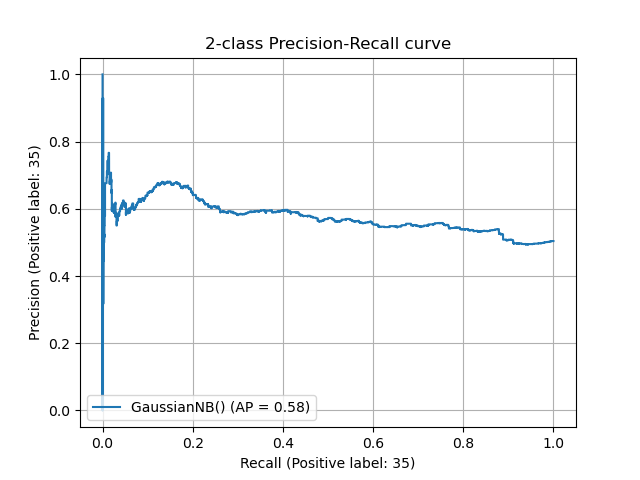 2-class Precision-Recall curve
Precision (Positive label: 35)
1.0
0.8
0.6
0.4
0.2
0.0
GaussianNB() (AP = 0.58)
0.0 0.2 0.4 0.6 0.8 1.0
Recall (Positive label: 35)